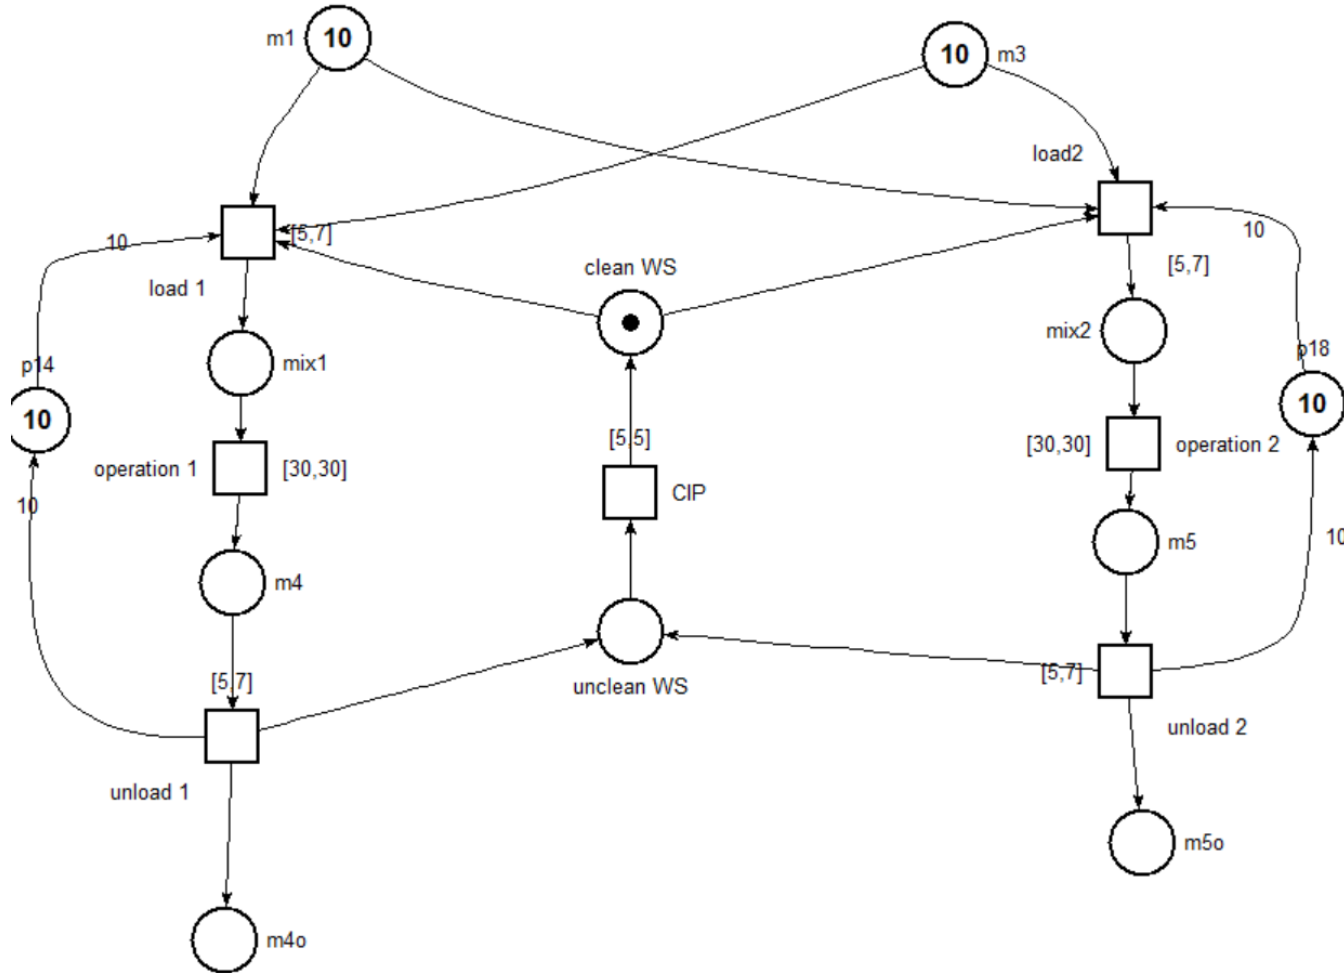 m1
10
10
m3
load2
[5,7]
10
10
clean WS
[5,7]
load 1
mix2
p14
mix1
p18
10
10
[5,5]
operation 1
[30,30]
[30,30]
operation 2
CIP
10
10
m4
m5
unclean WS
[5,7]
[5,7]
unload 2
unload 1
m5o
m4o